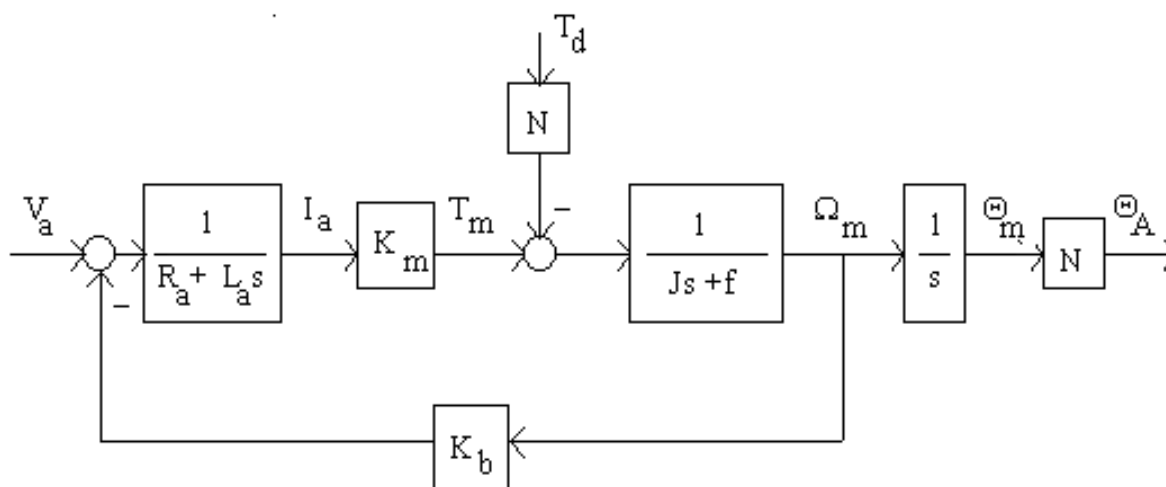 T_d
N
V_a
1
R_a + L_a s
I_a
K_m
T_m
−
1
Js + f
Ω_m
1
s
Θ_m
N
Θ_A
−
K_b